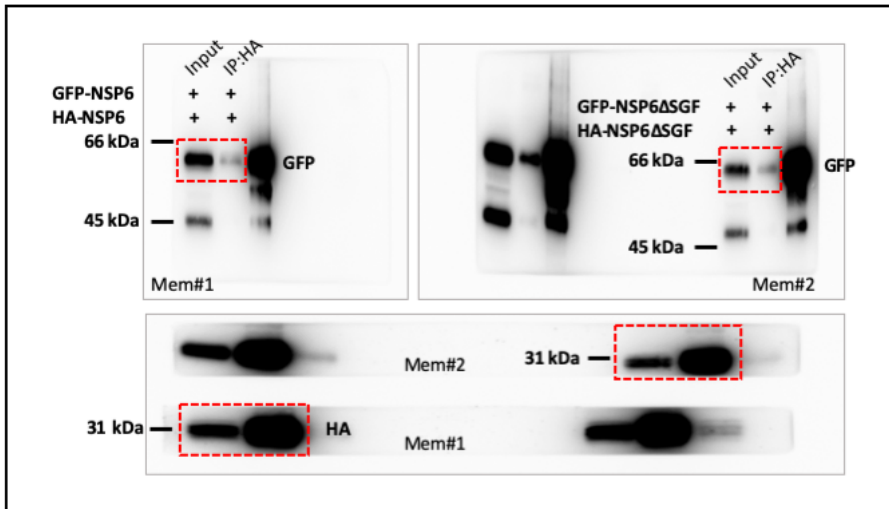 Input IP:HA
GFP-NSP6 + +
HA-NSP6 + +
66 kDa
GFP
45 kDa
Mem#1
Input IP:HA
GFP-NSP6ΔSGF + +
HA-NSP6ΔSGF + +
66 kDa
GFP
45 kDa
Mem#2
Mem#2
31 kDa
31 kDa
HA
Mem#1